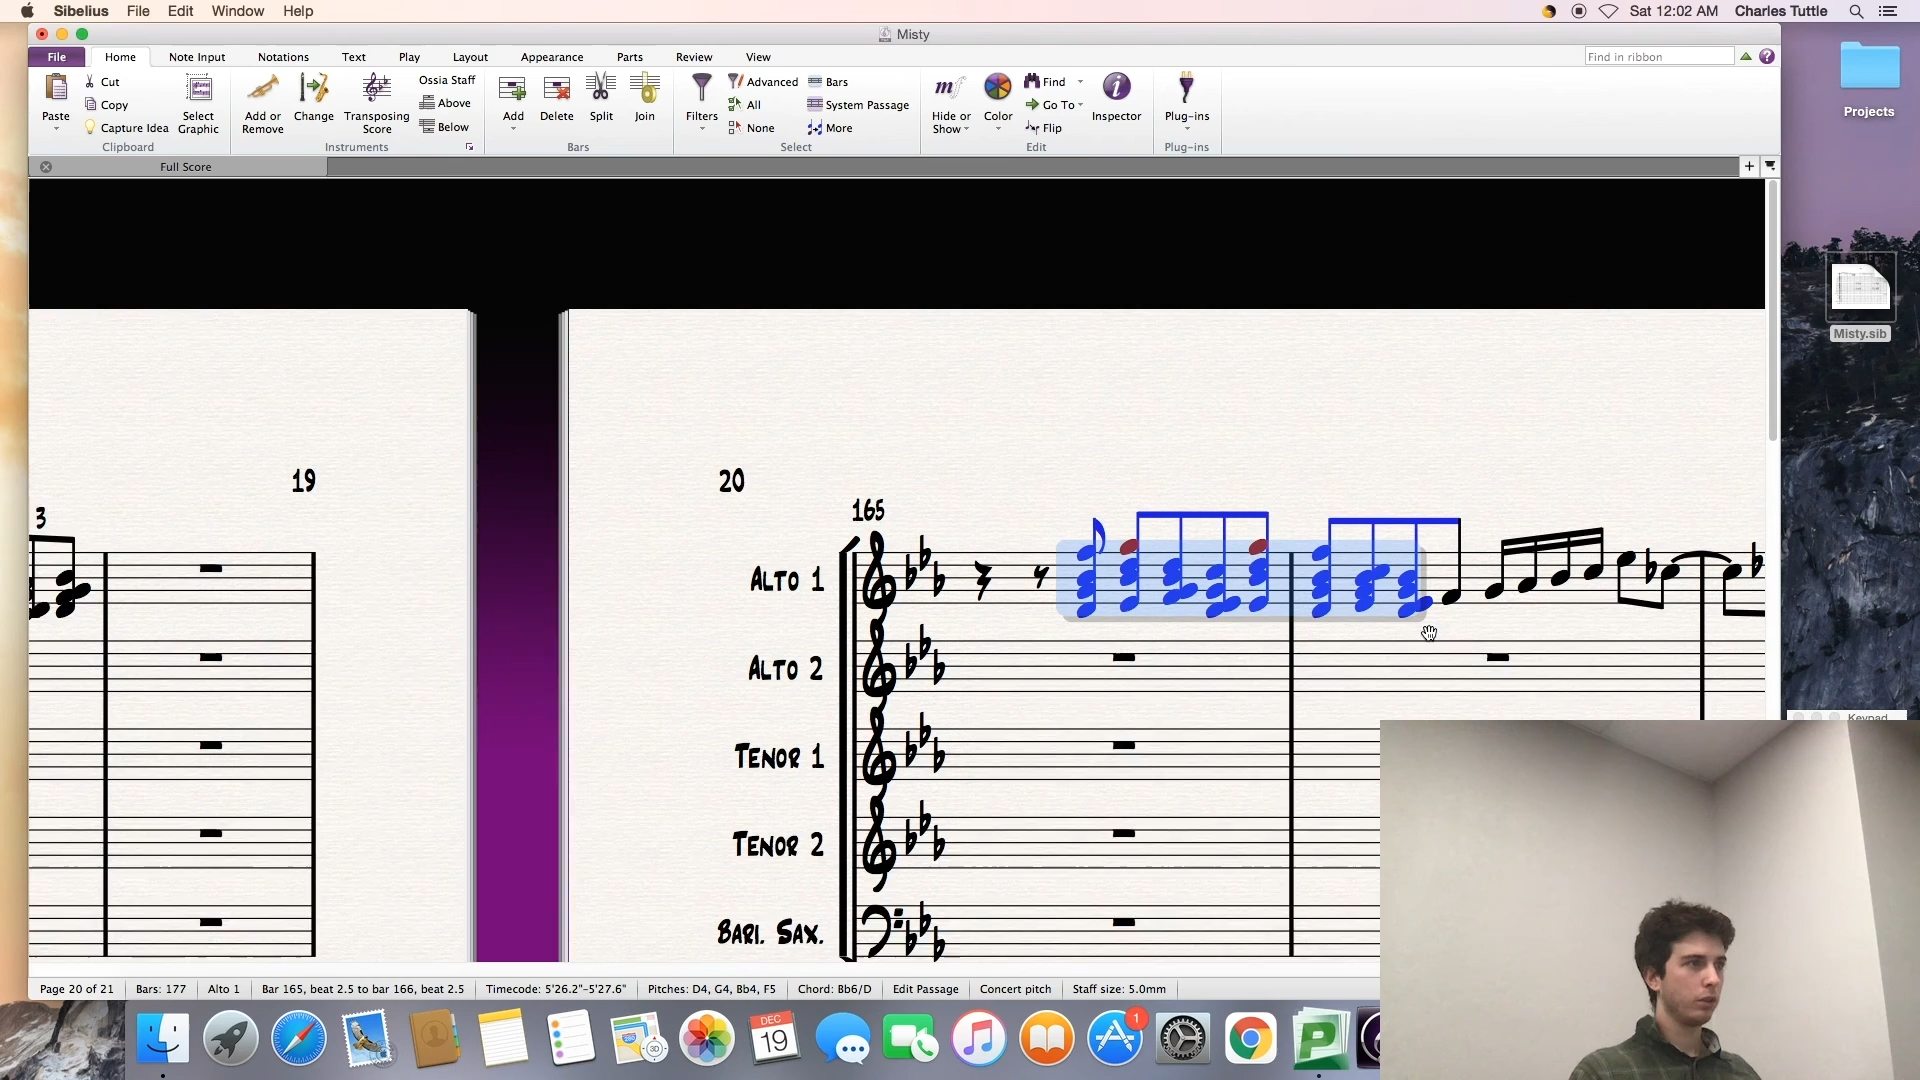 Sibelius File Edit Window Help
Sat 12:02 AM Charles Tuttle
Misty
File Home Note Input Notations Text Play Layout Appearance Parts Review View
Find in ribbon
Paste
Cut
Copy
Capture Idea
Select Graphic
Clipboard
Add or Remove
Change
Transposing Score
Ossia Staff
Above
Below
Instruments
Add
Delete
Split
Join
Bars
Filters
Advanced
All
None
Bars
System Passage
More
Select
Hide or Show
Color
Find
Go To
Flip
Inspector
Edit
Plug-ins
Plug-ins
Full Score
Projects
Misty.sib
Keypad
19
3
20
165
ALTO 1
ALTO 2
TENOR 1
TENOR 2
BARI. SAX.
Page 20 of 21 Bars: 177 Alto 1 Bar 165, beat 2.5 to bar 166, beat 2.5 Timecode: 5'26.2"-5'27.6" Pitches: D4, G4, Bb4, F5 Chord: Bb6/D Edit Passage Concert pitch Staff size: 5.0mm
DEC
19
280
3D
1